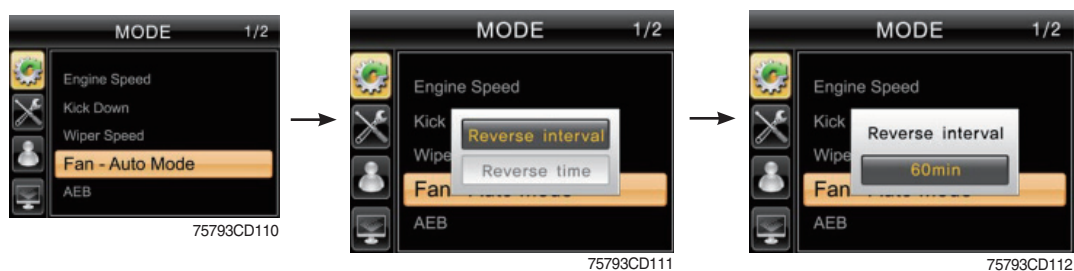 MODE 1/2
Engine Speed
Kick Down
Wiper Speed
Fan - Auto Mode
AEB
75793CD110
MODE 1/2
Engine Speed
Kick
Reverse interval
Wipe
Reverse time
Fan
AEB
75793CD111
MODE 1/2
Engine Speed
Kick
Reverse interval
Wipe
60min
Fan
AEB
75793CD112